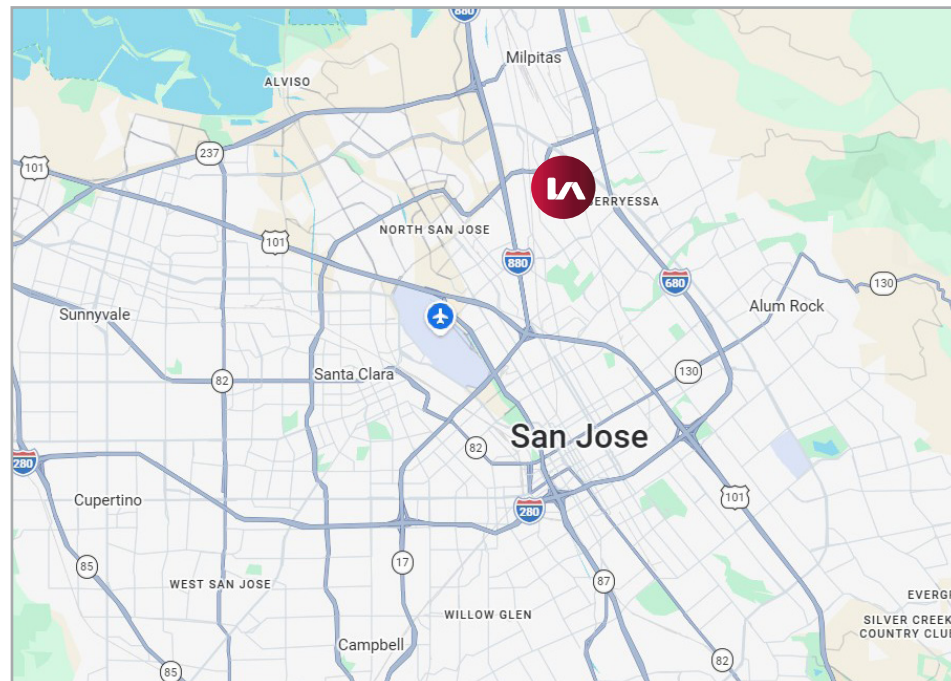 880
Milpitas
ALVISO
237
101
ERRYESSA
NORTH SAN JOSE
101
880
680
130
Sunnyvale
Alum Rock
Santa Clara
82
130
San Jose
82
280
Cupertino
101
280
17
85
87
WEST SAN JOSE
EVERGR
WILLOW GLEN
SILVER CREEK
COUNTRY CLUB
Campbell
82
85